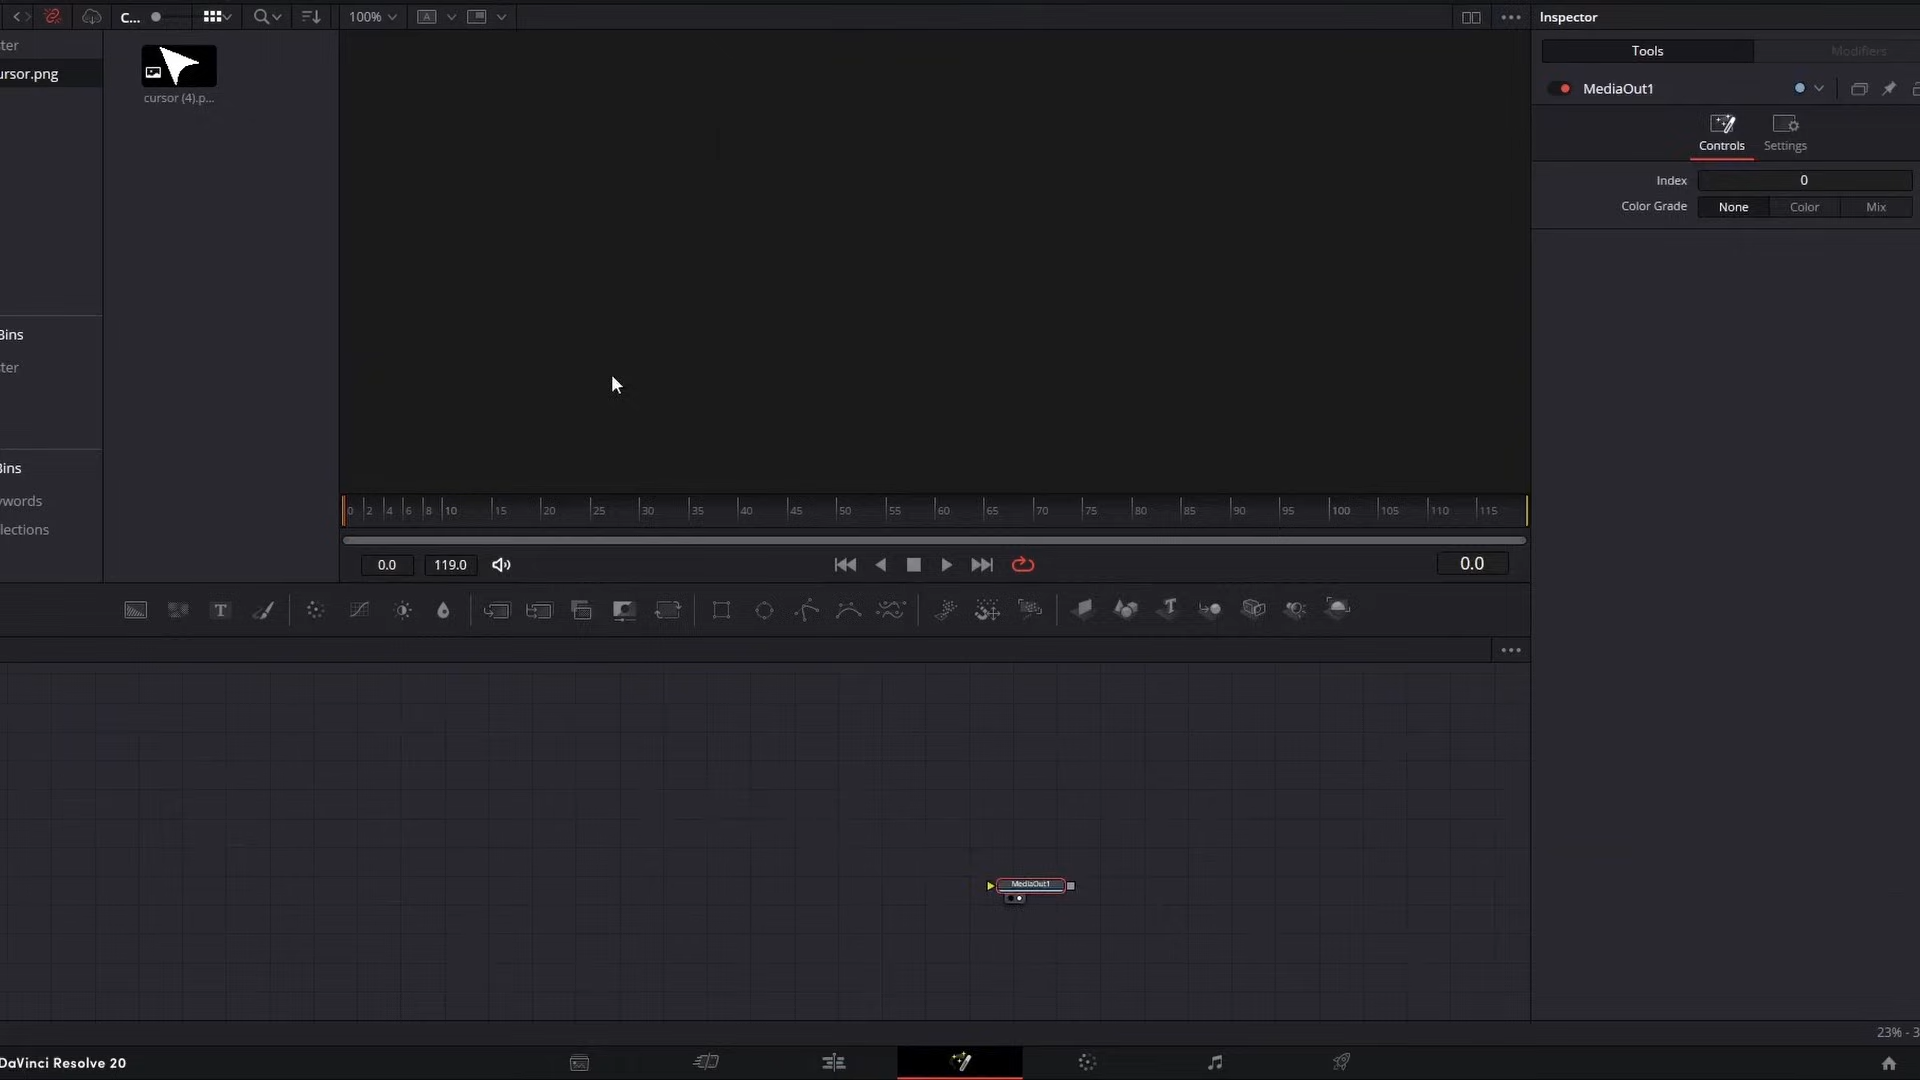 C...
100%
A
Inspector
ter
ursor.png
cursor (4).p...
Tools
Modifiers
MediaOut1
Controls
Settings
Index
0
Color Grade
None
Color
Mix
Bins
ter
Bins
ywords
lections
0 2 4 6 8 10 15 20 25 30 35 40 45 50 55 60 65 70 75 80 85 90 95 100 105 110 115
0.0
119.0
0.0
T
T
MediaOut1
23% - 3
DaVinci Resolve 20